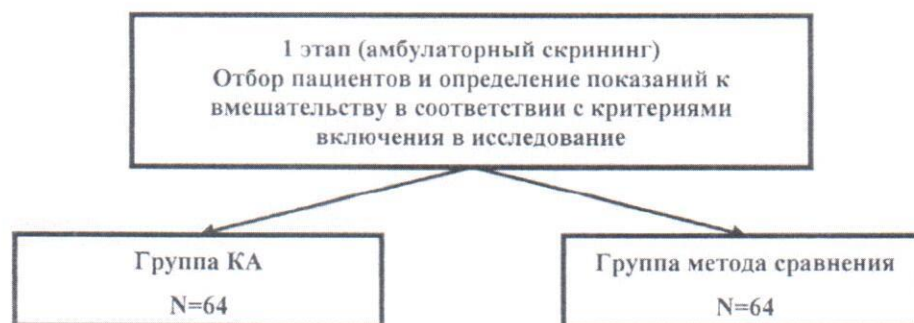 1 этап (амбулаторный скрининг)
Отбор пациентов и определение показаний к
вмешательству в соответствии с критериями
включения в исследование
Группа КА
N=64
Группа метода сравнения
N=64